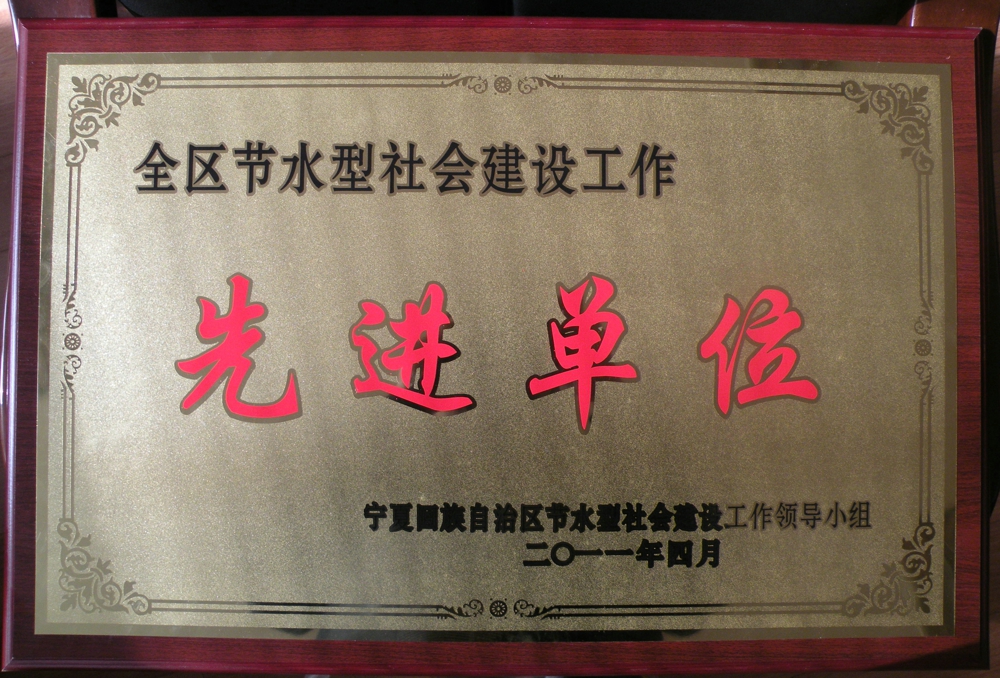 全区节水型社会建设工作
先进单位
宁夏回族自治区节水型社会建设工作领导小组
二〇一一年四月